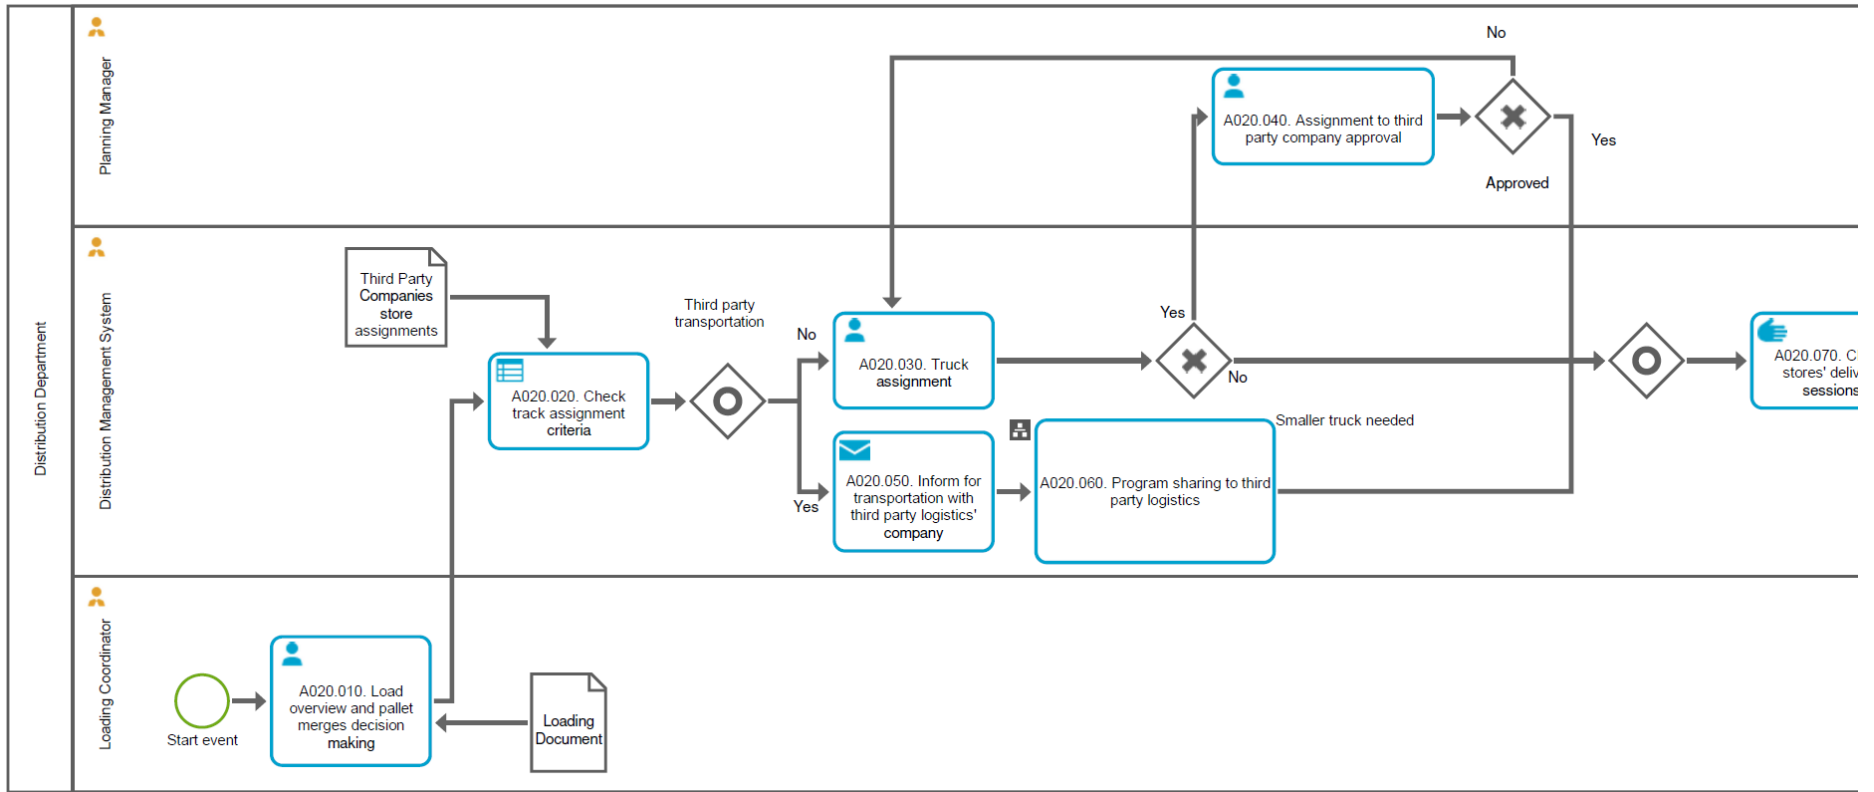 Distribution Department
Planning Manager
No
A020.040. Assignment to third
party company approval
Yes
Approved
Distribution Management System
Third Party
Companies
store
assignments
A020.020. Check
track assignment
criteria
Third party
transportation
No
Yes
A020.030. Truck
assignment
A020.050. Inform for
transportation with
third party logistics'
company
A020.060. Program sharing to third
party logistics
Yes
No
Smaller truck needed
A020.070. C
stores' deliv
sessions
Loading Coordinator
Start event
A020.010. Load
overview and pallet
merges decision
making
Loading
Document